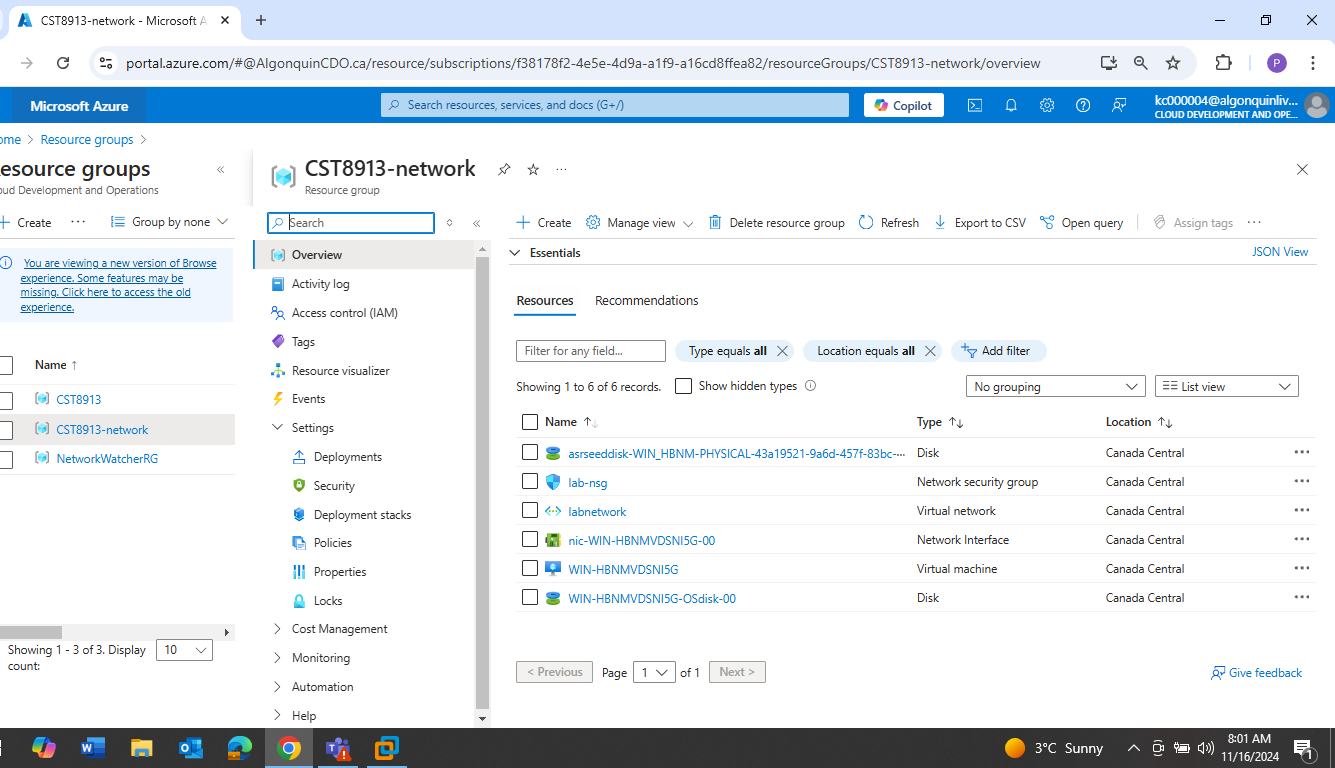 CST8913-network - Microsoft A
portal.azure.com/#@AlgonquinCDO.ca/resource/subscriptions/f38178f2-4e5e-4d9a-a1f9-a16cd8ffea82/resourceGroups/CST8913-network/overview
P
Microsoft Azure
Search resources, services, and docs (G+/)
Copilot
kc000004@algonquinliv...
CLOUD DEVELOPMENT AND OPE...
ome > Resource groups >
esource groups
oud Development and Operations
Create
...
Group by none
You are viewing a new version of Browse
experience. Some features may be
missing. Click here to access the old
experience.
Name ↑
CST8913
CST8913-network
NetworkWatcherRG
Showing 1 - 3 of 3. Display
count:
10
CST8913-network
...
Resource group
Search
Overview
Activity log
Access control (IAM)
Tags
Resource visualizer
Events
Settings
Deployments
Security
Deployment stacks
Policies
Properties
Locks
Cost Management
Monitoring
Automation
Help
Create
Manage view
Delete resource group
Refresh
Export to CSV
Open query
Assign tags
...
Essentials
JSON View
Resources
Recommendations
Filter for any field...
Type equals all
Location equals all
Add filter
Showing 1 to 6 of 6 records.
Show hidden types
No grouping
List view
Name ↑↓ Type ↑↓ Location ↑↓
asrseeddisk-WIN_HBNM-PHYSICAL-43a19521-9a6d-457f-83bc-... Disk Canada Central ...
lab-nsg Network security group Canada Central ...
labnetwork Virtual network Canada Central ...
nic-WIN-HBNMVDSNI5G-00 Network Interface Canada Central ...
WIN-HBNMVDSNI5G Virtual machine Canada Central ...
WIN-HBNMVDSNI5G-OSdisk-00 Disk Canada Central ...
< Previous
Page
1
of 1
Next >
Give feedback
3°C Sunny
8:01 AM
11/16/2024
1